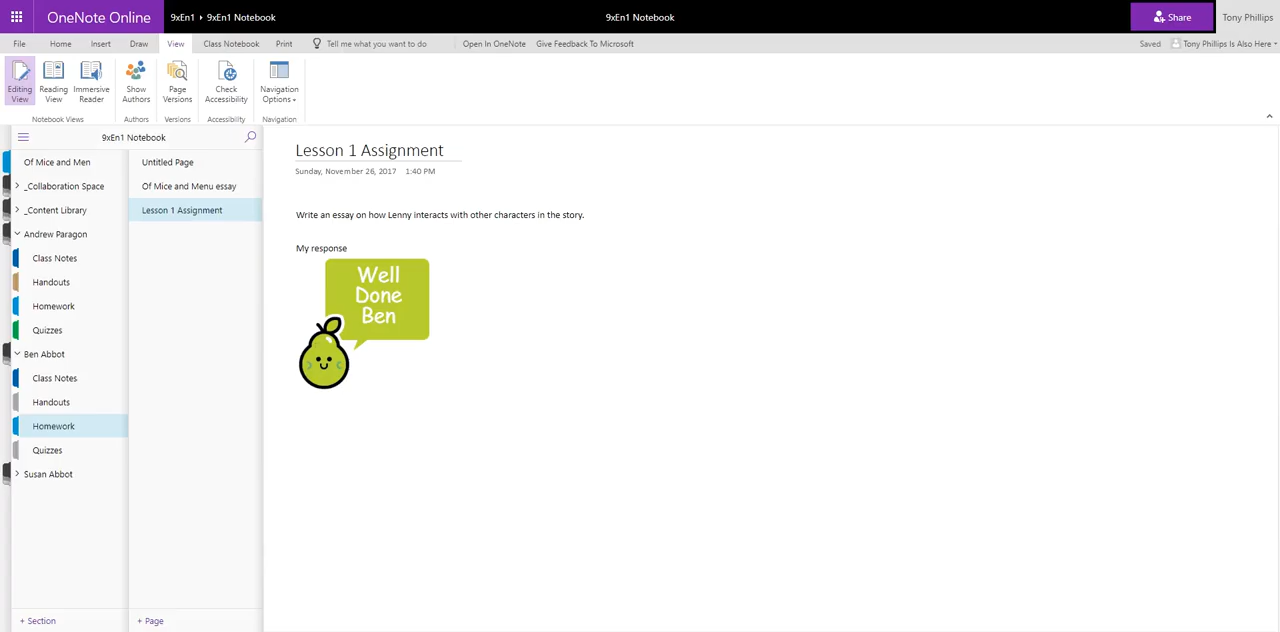 OneNote Online
9xEn1 ▸ 9xEn1 Notebook
9xEn1 Notebook
Share
Tony Phillips
File Home Insert Draw View Class Notebook Print Tell me what you want to do Open In OneNote Give Feedback To Microsoft Saved Tony Phillips Is Also Here
Editing View
Reading View
Immersive Reader
Show Authors
Page Versions
Check Accessibility
Navigation Options
Notebook Views Authors Versions Accessibility Navigation
9xEn1 Notebook
Of Mice and Men
_Collaboration Space
_Content Library
Andrew Paragon
Class Notes
Handouts
Homework
Quizzes
Ben Abbot
Class Notes
Handouts
Homework
Quizzes
Susan Abbot
+ Section
Untitled Page
Of Mice and Menu essay
Lesson 1 Assignment
+ Page
Lesson 1 Assignment
Sunday, November 26, 2017 1:40 PM
Write an essay on how Lenny interacts with other characters in the story.
My response
Well
Done
Ben